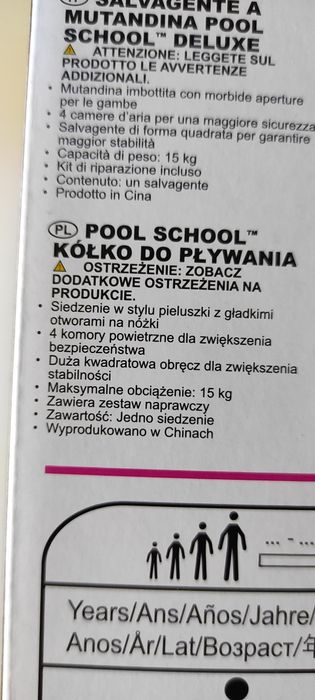 SALVAGENTE A
MUTANDINA POOL
SCHOOL™ DELUXE
ATTENZIONE: LEGGETE SUL
PRODOTTO LE AVVERTENZE
ADDIZIONALI.
• Mutandina imbottita con morbide aperture
per le gambe
• 4 camere d'aria per una maggiore sicurezza
• Salvagente di forma quadrata per garantire
maggior stabilità
• Capacità di peso: 15 kg
• Kit di riparazione incluso
• Contenuto: un salvagente
• Prodotto in Cina
PL POOL SCHOOL™
KÓŁKO DO PŁYWANIA
OSTRZEŻENIE: ZOBACZ
DODATKOWE OSTRZEŻENIA NA
PRODUKCIE.
• Siedzenie w stylu pieluszki z gładkimi
otworami na nóżki
• 4 komory powietrzne dla zwiększenia
bezpieczeństwa
• Duża kwadratowa obręcz dla zwiększenia
stabilności
• Maksymalne obciążenie: 15 kg
• Zawiera zestaw naprawczy
• Zawartość: Jedno siedzenie
• Wyprodukowano w Chinach
... - ...
Years/Ans/Años/Jahre/
Anos/År/Lat/Возраст/年